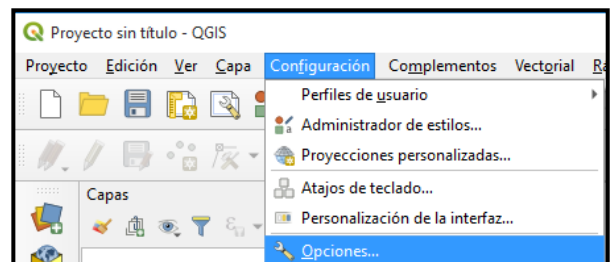 Proyecto sin título - QGIS
Proyecto Edición Ver Capa Configuración Complementos Vectorial Ra
Perfiles de usuario
a Administrador de estilos...
Proyecciones personalizadas...
Atajos de teclado...
Capas
Personalización de la interfaz...
Opciones...